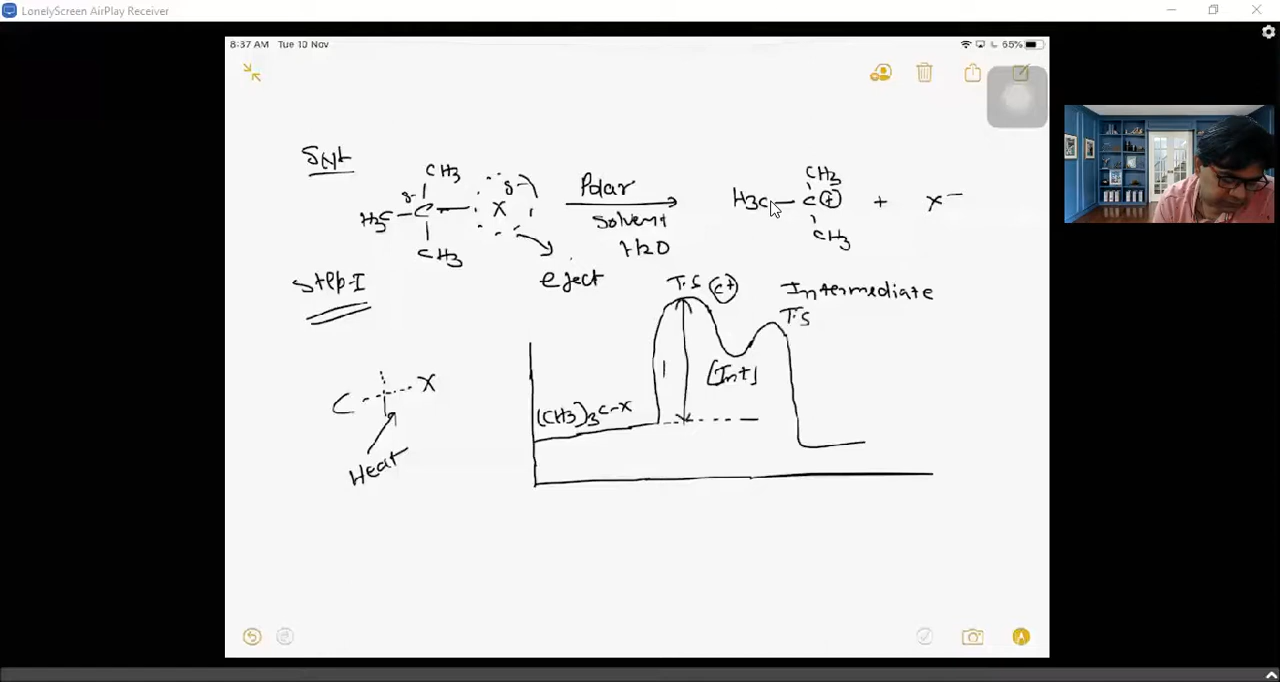 LonelyScreen AirPlay Receiver
8:37 AM Tue 10 Nov
65%
SN1
CH3
H3C - C - X
δ-
δ-
CH3
Polar
Solvent
H2O
eject
CH3
H3C - C + + X-
CH3
Step-I
T.S C+
Intermediate
T.S
[Int]
(CH3)3C-X
C X
Heat